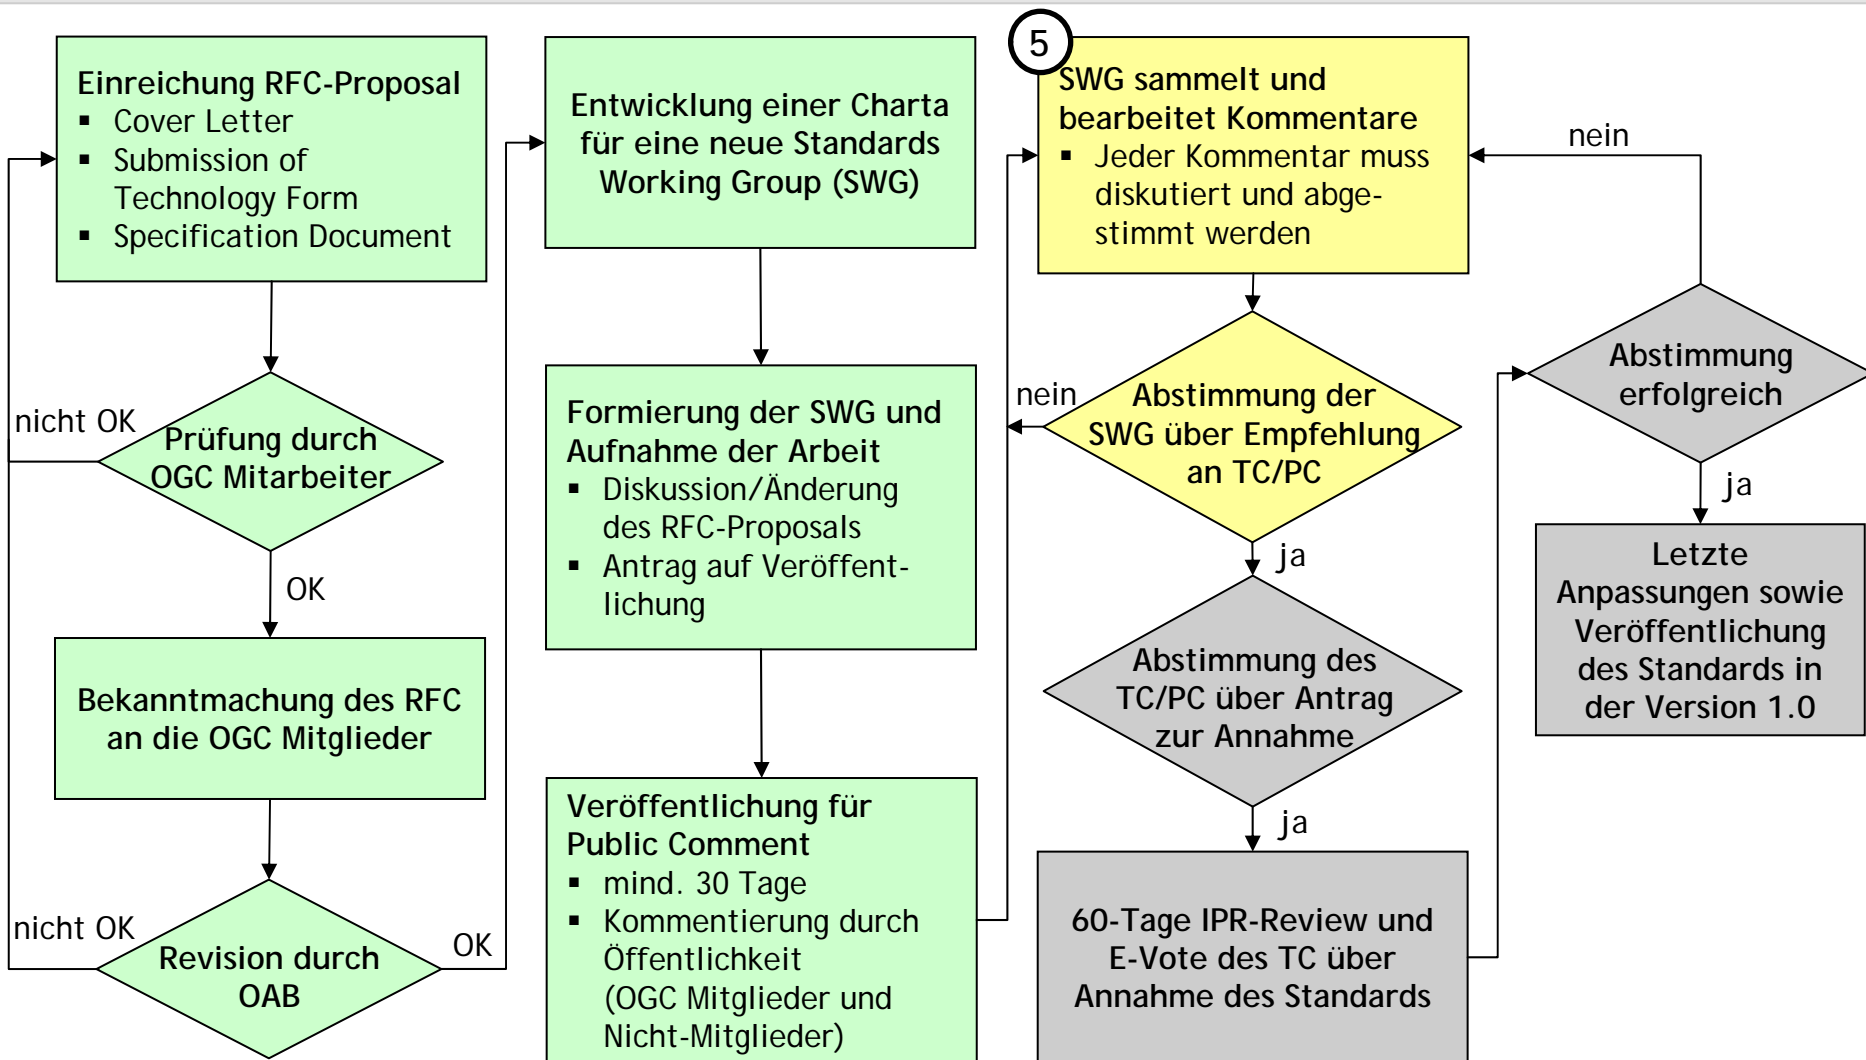 Einreichung RFC-Proposal
▪ Cover Letter
▪ Submission of
Technology Form
▪ Specification Document
nicht OK
Prüfung durch
OGC Mitarbeiter
OK
Bekanntmachung des RFC
an die OGC Mitglieder
nicht OK
Revision durch
OAB
OK
Entwicklung einer Charta
für eine neue Standards
Working Group (SWG)
Formierung der SWG und
Aufnahme der Arbeit
▪ Diskussion/Änderung
des RFC-Proposals
▪ Antrag auf Veröffent-
lichung
Veröffentlichung für
Public Comment
▪ mind. 30 Tage
▪ Kommentierung durch
Öffentlichkeit
(OGC Mitglieder und
Nicht-Mitglieder)
5
SWG sammelt und
bearbeitet Kommentare
▪ Jeder Kommentar muss
diskutiert und abge-
stimmt werden
nein
Abstimmung der
SWG über Empfehlung
an TC/PC
ja
Abstimmung des
TC/PC über Antrag
zur Annahme
ja
60-Tage IPR-Review und
E-Vote des TC über
Annahme des Standards
nein
Abstimmung
erfolgreich
ja
Letzte
Anpassungen sowie
Veröffentlichung
des Standards in
der Version 1.0